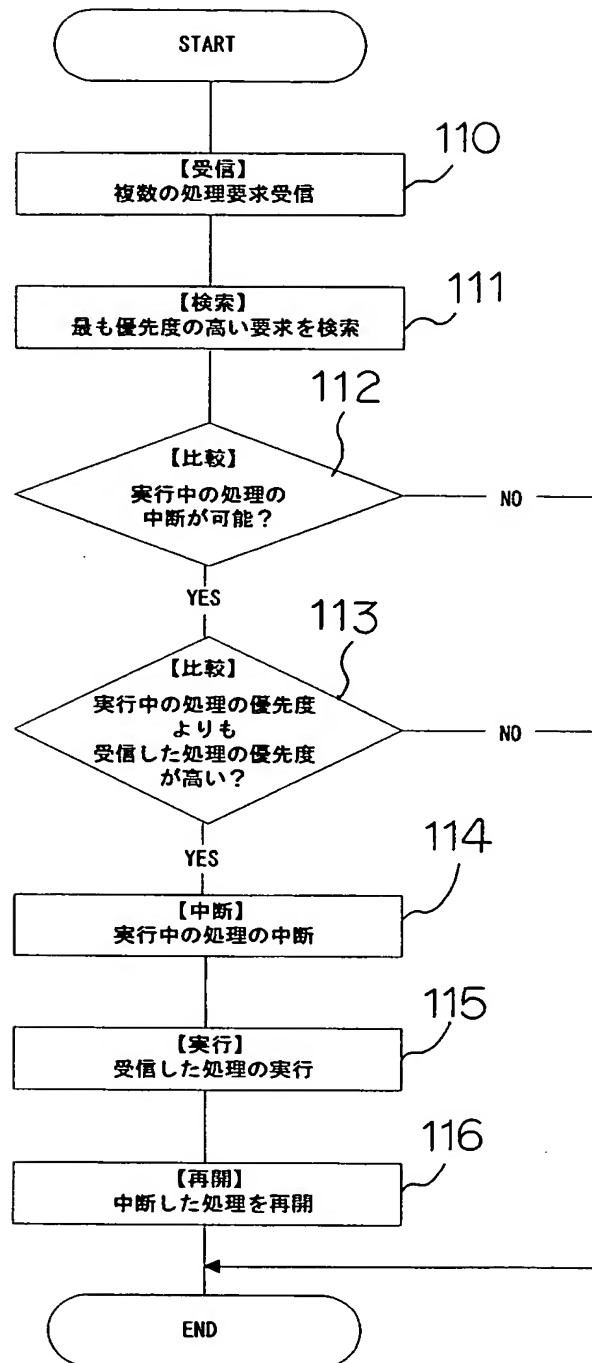 START
110
【受信】
複数の処理要求受信
111
【検索】
最も優先度の高い要求を検索
112
【比較】
実行中の処理の
中断が可能？
NO
YES
113
【比較】
実行中の処理の優先度
よりも
受信した処理の優先度
が高い？
NO
YES
114
【中断】
実行中の処理の中断
115
【実行】
受信した処理の実行
116
【再開】
中断した処理を再開
END